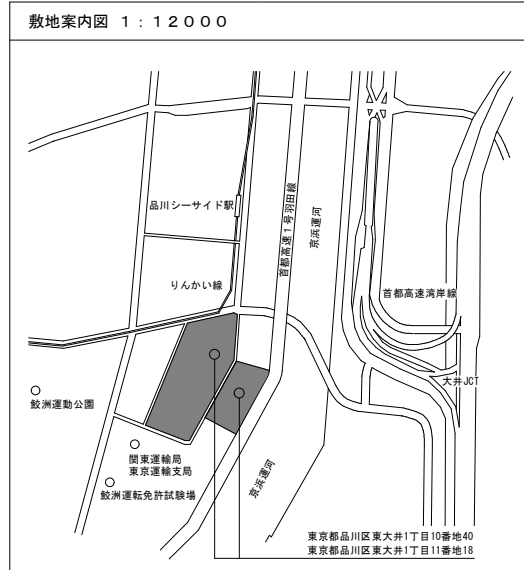 敷地案内図 1：12000
品川シーサイド駅
首都高速1号羽田線
京浜運河
りんかい線
首都高速湾岸線
大井JCT
鮫洲運動公園
関東運輸局
東京運輸支局
鮫洲運転免許試験場
京浜運河
東京都品川区東大井1丁目10番地40
東京都品川区東大井1丁目11番地18